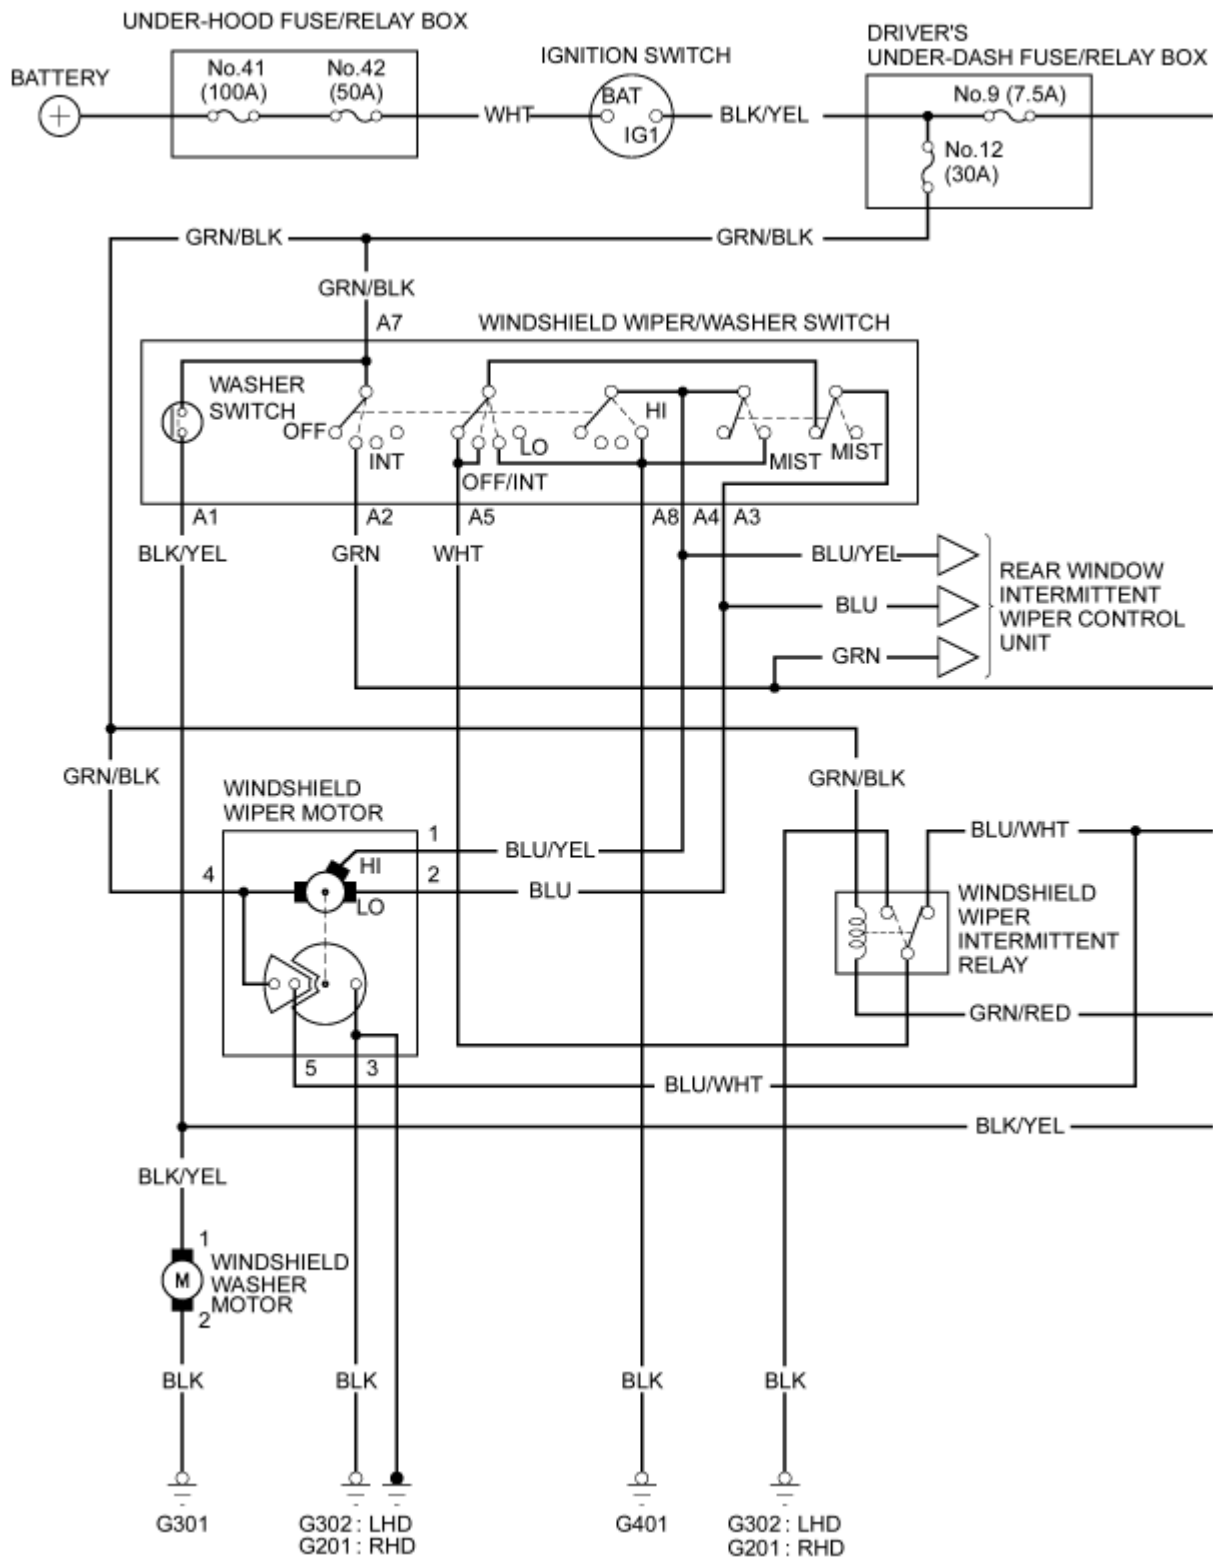 UNDER-HOOD FUSE/RELAY BOX
BATTERY
No.41
(100A)
No.42
(50A)
WHT
IGNITION SWITCH
BAT
IG1
BLK/YEL
DRIVER'S
UNDER-DASH FUSE/RELAY BOX
No.9 (7.5A)
No.12
(30A)
GRN/BLK
GRN/BLK
GRN/BLK
A7
WINDSHIELD WIPER/WASHER SWITCH
WASHER
SWITCH
OFF
INT
OFF/INT
LO
HI
MIST
MIST
A1
A2
A5
A8
A4
A3
BLK/YEL
GRN
WHT
BLU/YEL
BLU
GRN
REAR WINDOW
INTERMITTENT
WIPER CONTROL
UNIT
GRN/BLK
WINDSHIELD
WIPER MOTOR
GRN/BLK
1
BLU/YEL
HI
4
2
BLU
LO
BLU/WHT
WINDSHIELD
WIPER
INTERMITTENT
RELAY
GRN/RED
5
3
BLU/WHT
BLK/YEL
BLK/YEL
1
M
WINDSHIELD
WASHER
MOTOR
2
BLK
BLK
BLK
BLK
G301
G302 : LHD
G201 : RHD
G401
G302 : LHD
G201 : RHD